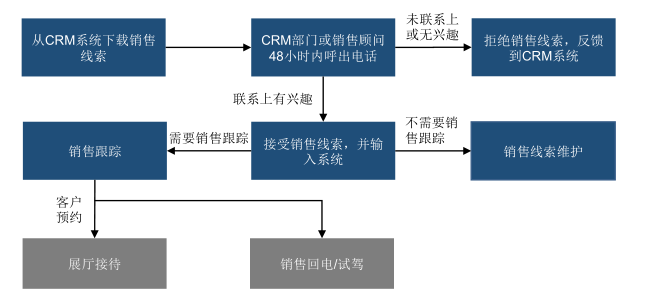 从CRM系统下载销售
线索
CRM部门或销售顾问
48小时内呼出电话
未联系上
或无兴趣
拒绝销售线索，反馈
到CRM系统
联系上有兴趣
销售跟踪
需要销售跟踪
接受销售线索，并输
入系统
不需要销
售跟踪
销售线索维护
客户
预约
展厅接待
销售回电/试驾